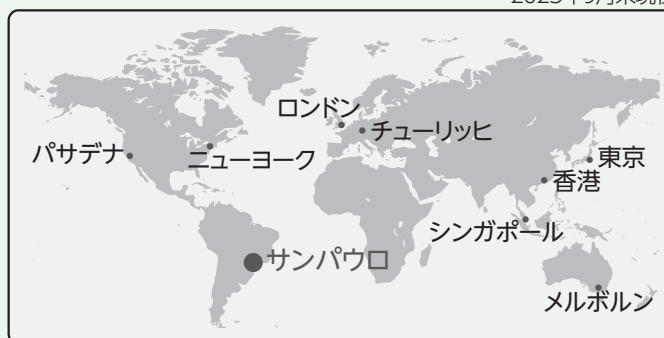 ロンドン
チューリッヒ
パサデナ
ニューヨーク
東京
香港
シンガポール
サンパウロ
メルボルン